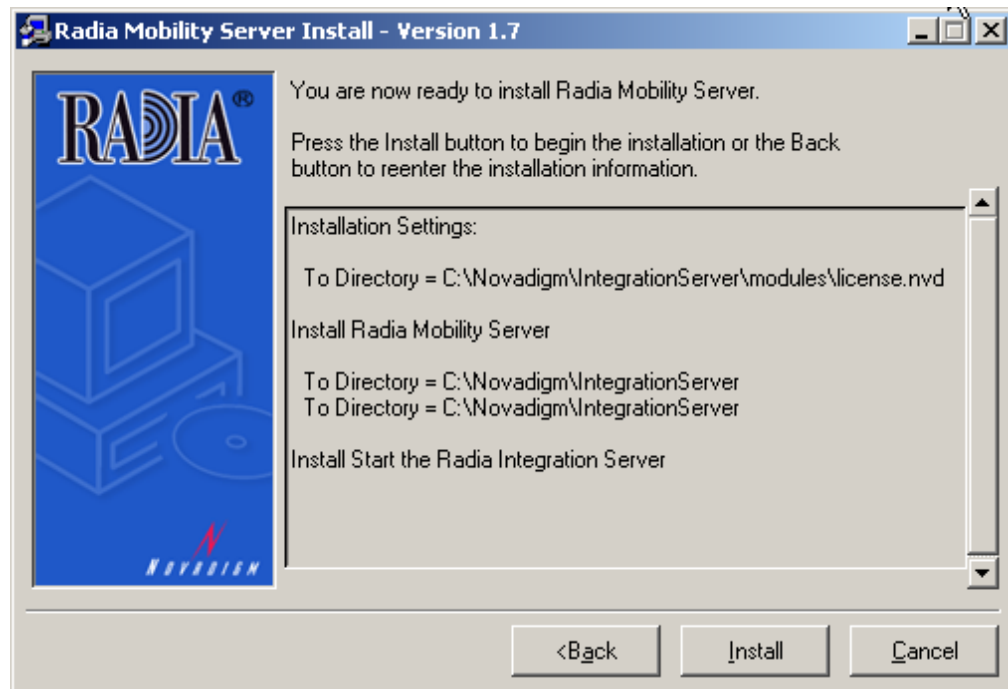 Radia Mobility Server Install - Version 1.7
RADIA®
You are now ready to install Radia Mobility Server.
Press the Install button to begin the installation or the Back
button to reenter the installation information.
Installation Settings:
To Directory = C:\Novadigm\IntegrationServer\modules\license.nvd
Install Radia Mobility Server
To Directory = C:\Novadigm\IntegrationServer
To Directory = C:\Novadigm\IntegrationServer
Install Start the Radia Integration Server
NOVADIGM
<Back
Install
Cancel